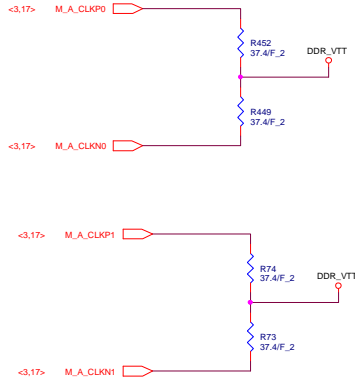 <3,17> M_A_CLKP0
R452
37.4/F_2
DDR_VTT
R449
37.4/F_2
<3,17> M_A_CLKN0
<3,17> M_A_CLKP1
R74
37.4/F_2
DDR_VTT
R73
37.4/F_2
<3,17> M_A_CLKN1